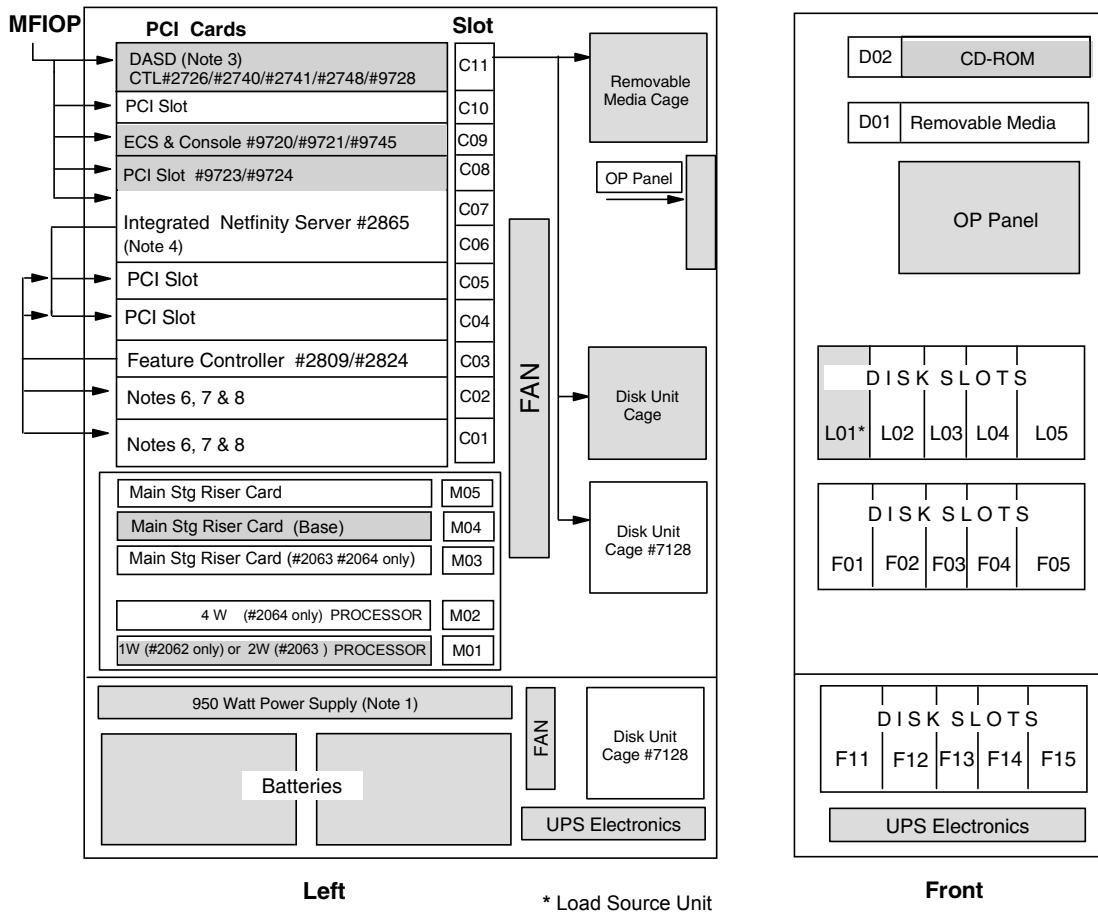 MFIOP
PCI Cards
Slot
DASD (Note 3)
CTL#2726/#2740/#2741/#2748/#9728
C11
PCI Slot
C10
ECS & Console #9720/#9721/#9745
C09
PCI Slot #9723/#9724
C08
C07
Integrated Netfinity Server #2865
(Note 4)
C06
PCI Slot
C05
PCI Slot
C04
Feature Controller #2809/#2824
C03
Notes 6, 7 & 8
C02
Notes 6, 7 & 8
C01
Main Stg Riser Card
M05
Main Stg Riser Card (Base)
M04
Main Stg Riser Card (#2063 #2064 only)
M03
4 W (#2064 only) PROCESSOR
M02
1W (#2062 only) or 2W (#2063 ) PROCESSOR
M01
FAN
Removable
Media Cage
OP Panel
Disk Unit
Cage
Disk Unit
Cage #7128
950 Watt Power Supply (Note 1)
Batteries
FAN
Disk Unit
Cage #7128
UPS Electronics
Left
* Load Source Unit
D02
CD-ROM
D01
Removable Media
OP Panel
DISK SLOTS
L01* L02 L03 L04 L05
DISK SLOTS
F01 F02 F03 F04 F05
DISK SLOTS
F11 F12 F13 F14 F15
UPS Electronics
Front